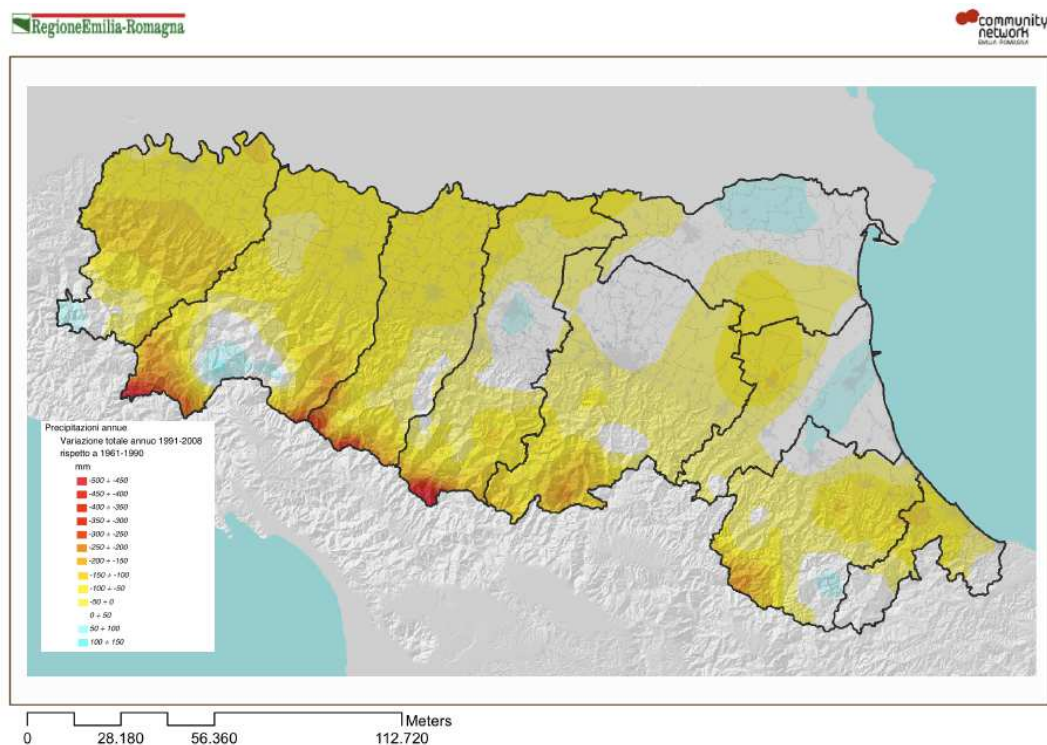 RegioneEmilia-Romagna
community
network
EMILIA ROMAGNA
Precipitazioni annue
Variazione totale annuo 1991-2008
rispetto a 1961-1990
mm
-500 ÷ -450
-450 ÷ -400
-400 ÷ -350
-350 ÷ -300
-300 ÷ -250
-250 ÷ -200
-200 ÷ -150
-150 ÷ -100
-100 ÷ -50
-50 ÷ 0
0 ÷ 50
50 ÷ 100
100 ÷ 150
Meters
0 28.180 56.360 112.720